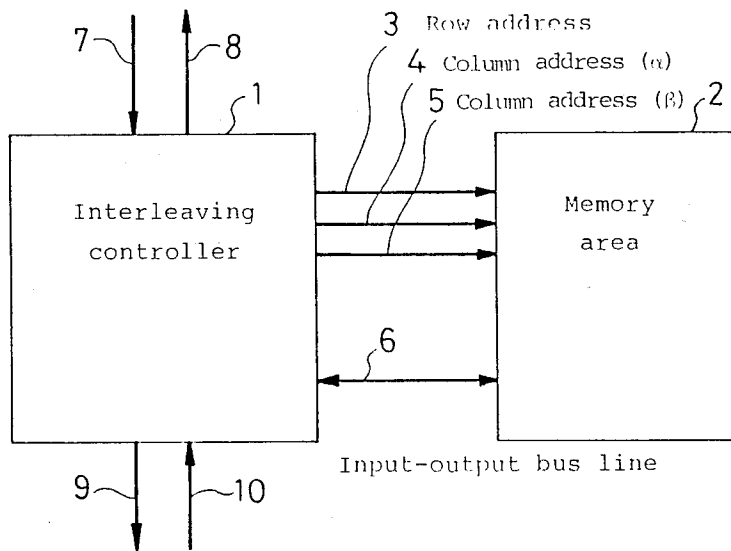 3 Row address
7 8
4 Column address (α)
5 Column address (β)
1 2
Interleaving
controller
Memory
area
6
Input-output bus line
9 10